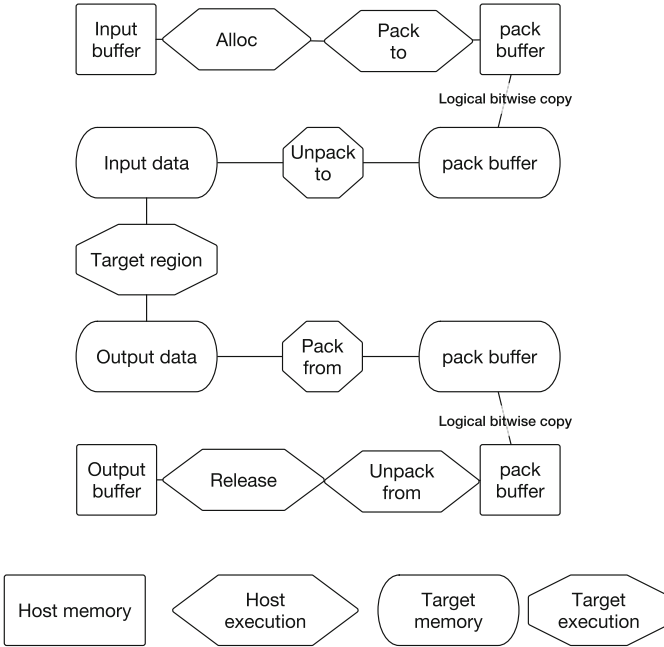 Input
buffer
Alloc
Pack
to
pack
buffer
Logical bitwise copy
Input data
Unpack
to
pack buffer
Target region
Output data
Pack
from
pack buffer
Logical bitwise copy
Output
buffer
Release
Unpack
from
pack
buffer
Host memory
Host
execution
Target
memory
Target
execution